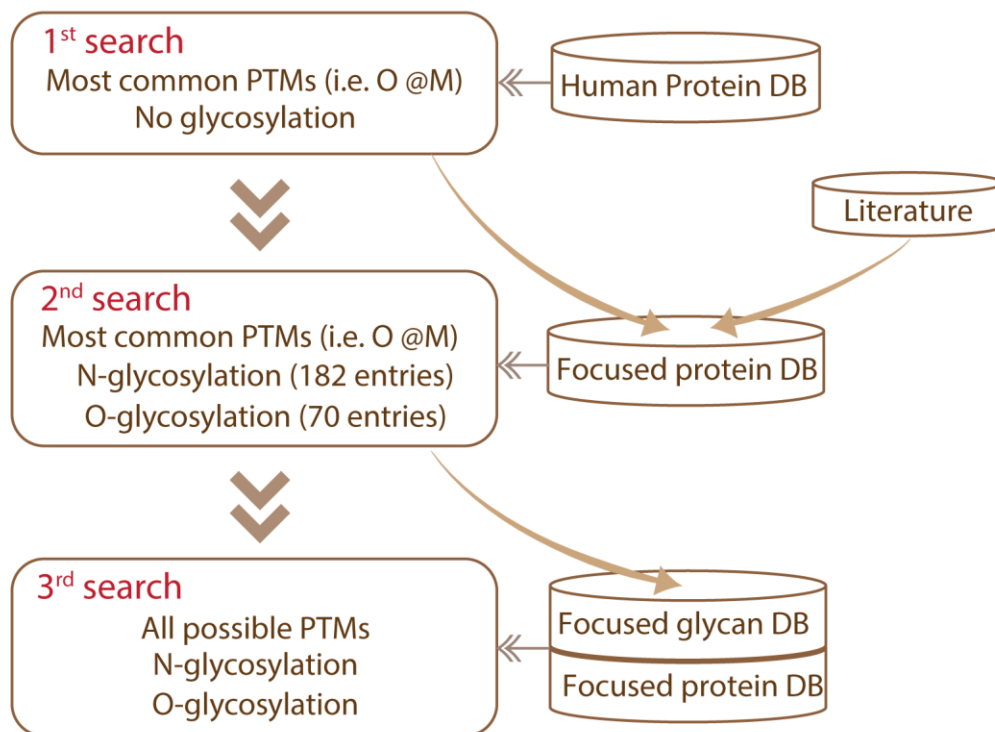 1st search
Most common PTMs (i.e. O @M)
No glycosylation
Human Protein DB
Literature
2nd search
Most common PTMs (i.e. O @M)
N-glycosylation (182 entries)
O-glycosylation (70 entries)
Focused protein DB
3rd search
All possible PTMs
N-glycosylation
O-glycosylation
Focused glycan DB
Focused protein DB